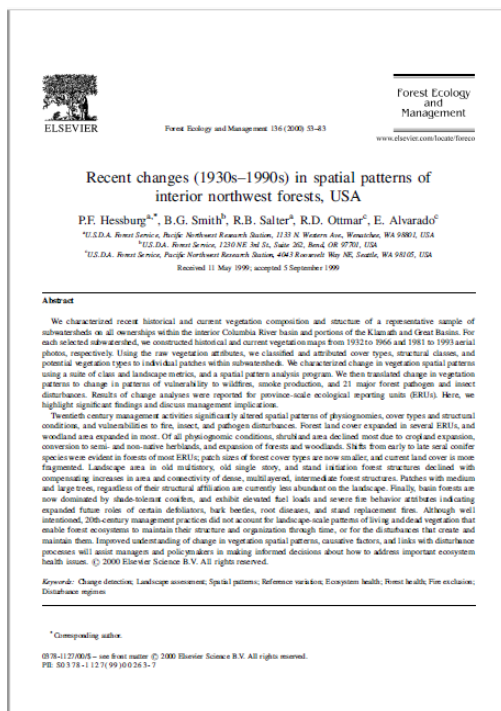 ELSEVIER
Forest Ecology and Management 136 (2000) 53–83
Forest Ecology
and
Management
www.elsevier.com/locate/foreco
Recent changes (1930s–1990s) in spatial patterns of
interior northwest forests, USA
P.F. Hessburg a,*, B.G. Smith b, R.B. Salter a, R.D. Ottmar c, E. Alvarado c
a U.S.D.A. Forest Service, Pacific Northwest Research Station, 1133 N. Western Ave., Wenatchee, WA 98801, USA
b U.S.D.A. Forest Service, 1230 NE 3rd St., Suite 262, Bend, OR 97701, USA
c U.S.D.A. Forest Service, Pacific Northwest Research Station, 4043 Roosevelt Way NE, Seattle, WA 98105, USA
Received 11 May 1999; accepted 5 September 1999
Abstract
We characterized recent historical and current vegetation composition and structure of a representative sample of
subwatersheds on all ownerships within the interior Columbia River basin and portions of the Klamath and Great Basins. For
each selected subwatershed, we constructed historical and current vegetation maps from 1932 to 1966 and 1981 to 1993 aerial
photos, respectively. Using the raw vegetation attributes, we classified and attributed cover types, structural classes, and
potential vegetation types to individual patches within subwatersheds. We characterized change in vegetation spatial patterns
using a suite of class and landscape metrics, and a spatial pattern analysis program. We then translated change in vegetation
patterns to change in patterns of vulnerability to wildfires, smoke production, and 21 major forest pathogen and insect
disturbances. Results of change analyses were reported for province-scale ecological reporting units (ERUs). Here, we
highlight significant findings and discuss management implications.
Twentieth century management activities significantly altered spatial patterns of physiognomies, cover types and structural
conditions, and vulnerabilities to fire, insect, and pathogen disturbances. Forest land cover expanded in several ERUs, and
woodland area expanded in most. Of all physiognomic conditions, shrubland area declined most due to cropland expansion,
conversion to semi- and non-native herblands, and expansion of forests and woodlands. Shifts from early to late seral conifer
species were evident in forests of most ERUs; patch sizes of forest cover types are now smaller, and current land cover is more
fragmented. Landscape area in old multistory, old single story, and stand initiation forest structures declined with
compensating increases in area and connectivity of dense, multilayered, intermediate forest structures. Patches with medium
and large trees, regardless of their structural affiliation are currently less abundant on the landscape. Finally, basin forests are
now dominated by shade-tolerant conifers, and exhibit elevated fuel loads and severe fire behavior attributes indicating
expanded future roles of certain defoliators, bark beetles, root diseases, and stand replacement fires. Although well
intentioned, 20th-century management practices did not account for landscape-scale patterns of living and dead vegetation that
enable forest ecosystems to maintain their structure and organization through time, or for the disturbances that create and
maintain them. Improved understanding of change in vegetation spatial patterns, causative factors, and links with disturbance
processes will assist managers and policymakers in making informed decisions about how to address important ecosystem
health issues. © 2000 Elsevier Science B.V. All rights reserved.
Keywords: Change detection; Landscape assessment; Spatial patterns; Reference variation; Ecosystem health; Forest health; Fire exclusion;
Disturbance regimes
* Corresponding author.
0378-1127/00/$ – see front matter © 2000 Elsevier Science B.V. All rights reserved.
PII: S0378-1127(99)00263-7